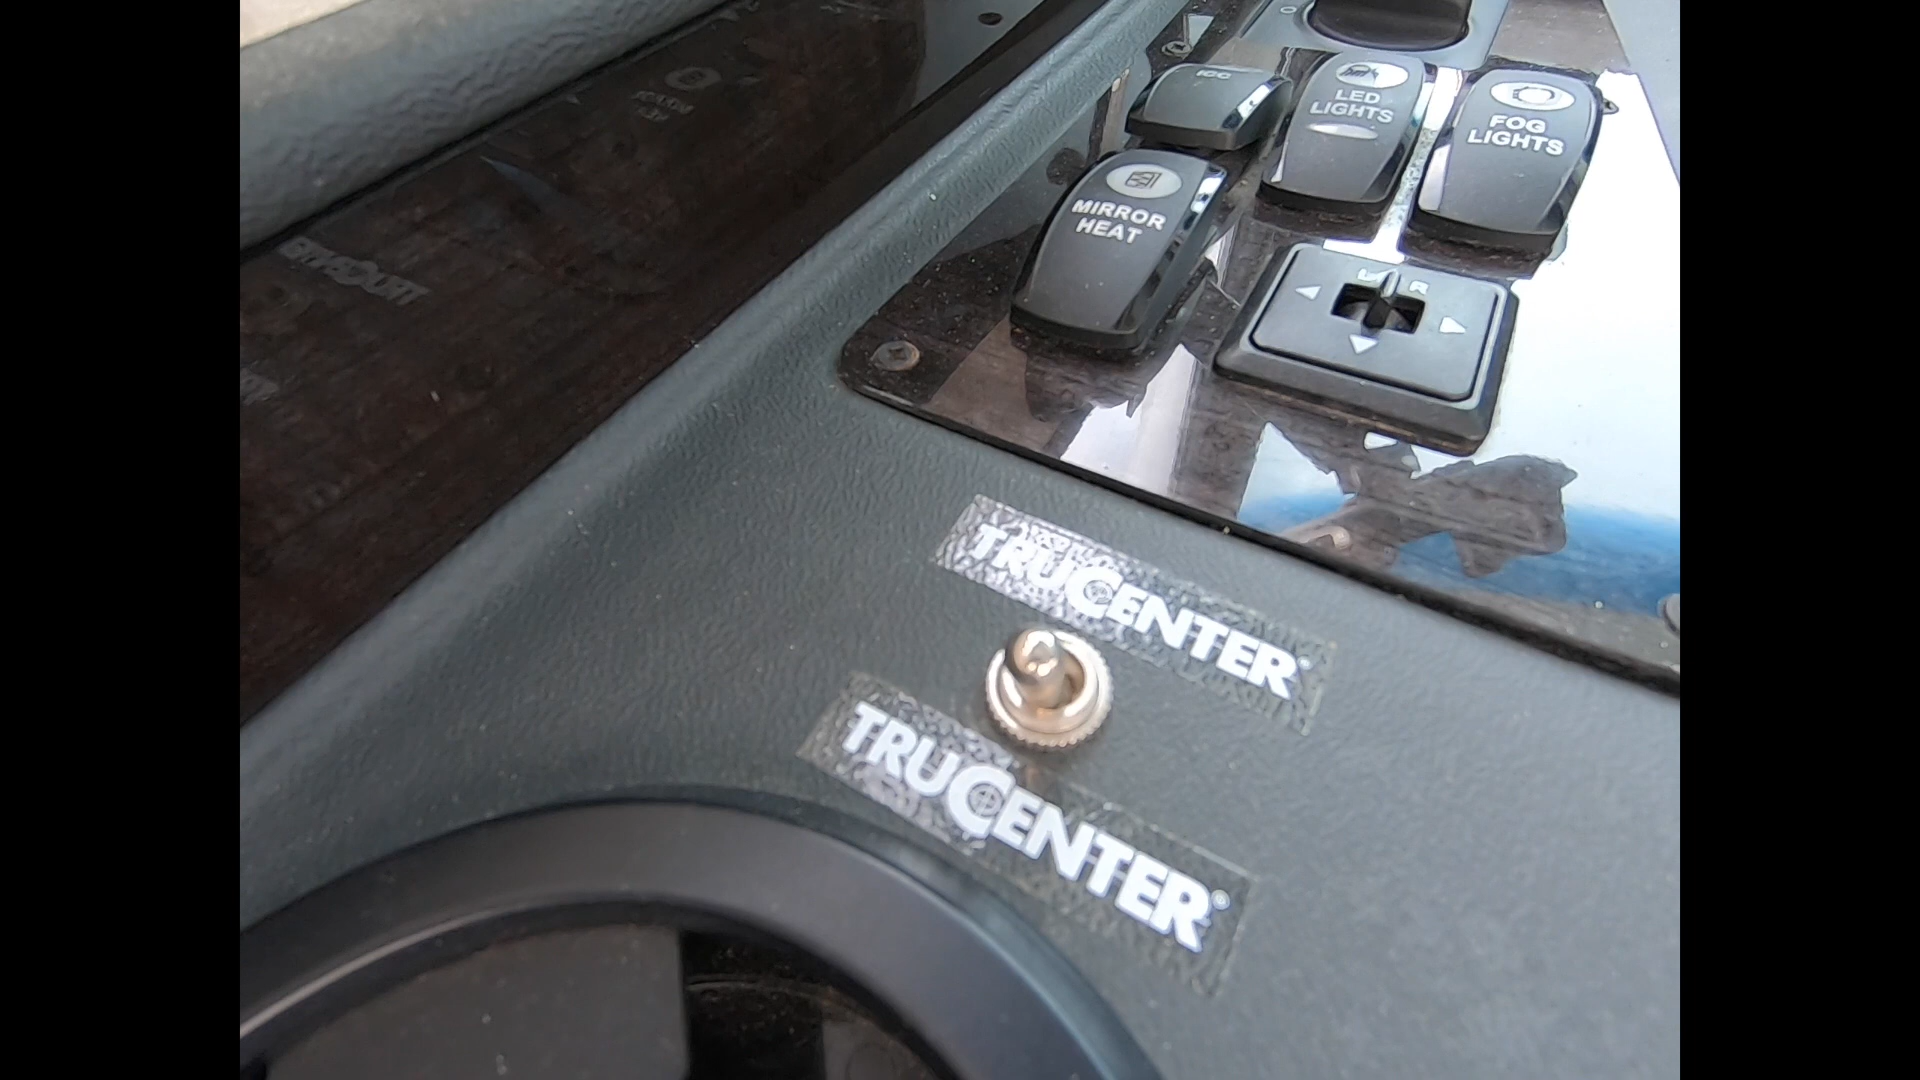 ICC
LED
LIGHTS
FOG
LIGHTS
MIRROR
HEAT
L R
TRUCENTER®
TRUCENTER®